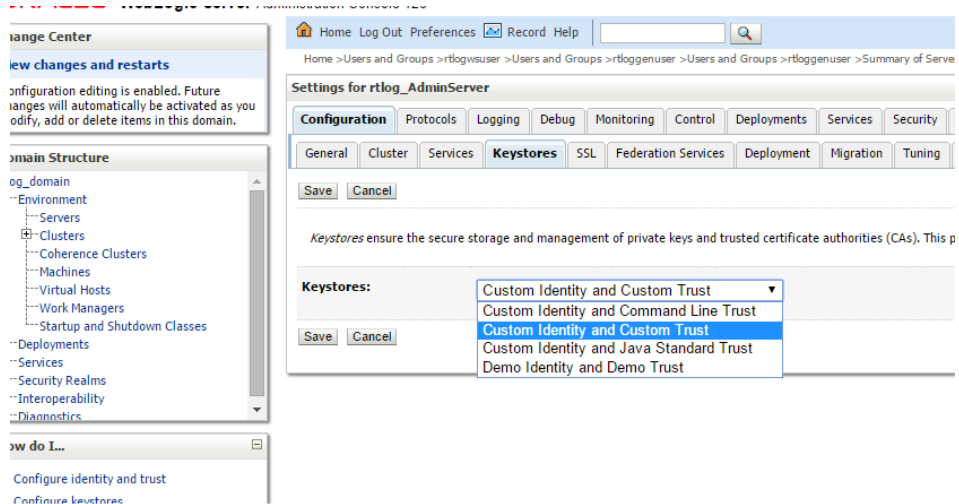 Home Log Out Preferences Record Help
Home >Users and Groups >rtlogwsuser >Users and Groups >rtloggenuser >Users and Groups >rtloggenuser >Summary of Serve
ange Center
iew changes and restarts
onfiguration editing is enabled. Future
anges will automatically be activated as you
odify, add or delete items in this domain.
omain Structure
og_domain
Environment
Servers
Clusters
Coherence Clusters
Machines
Virtual Hosts
Work Managers
Startup and Shutdown Classes
Deployments
Services
Security Realms
Interoperability
Diagnostics
ow do I...
Configure identity and trust
Configure keystores
Settings for rtlog_AdminServer
Configuration Protocols Logging Debug Monitoring Control Deployments Services Security
General Cluster Services Keystores SSL Federation Services Deployment Migration Tuning
Save Cancel
Keystores ensure the secure storage and management of private keys and trusted certificate authorities (CAs). This p
Keystores:
Custom Identity and Custom Trust
Custom Identity and Command Line Trust
Custom Identity and Custom Trust
Custom Identity and Java Standard Trust
Demo Identity and Demo Trust
Save Cancel